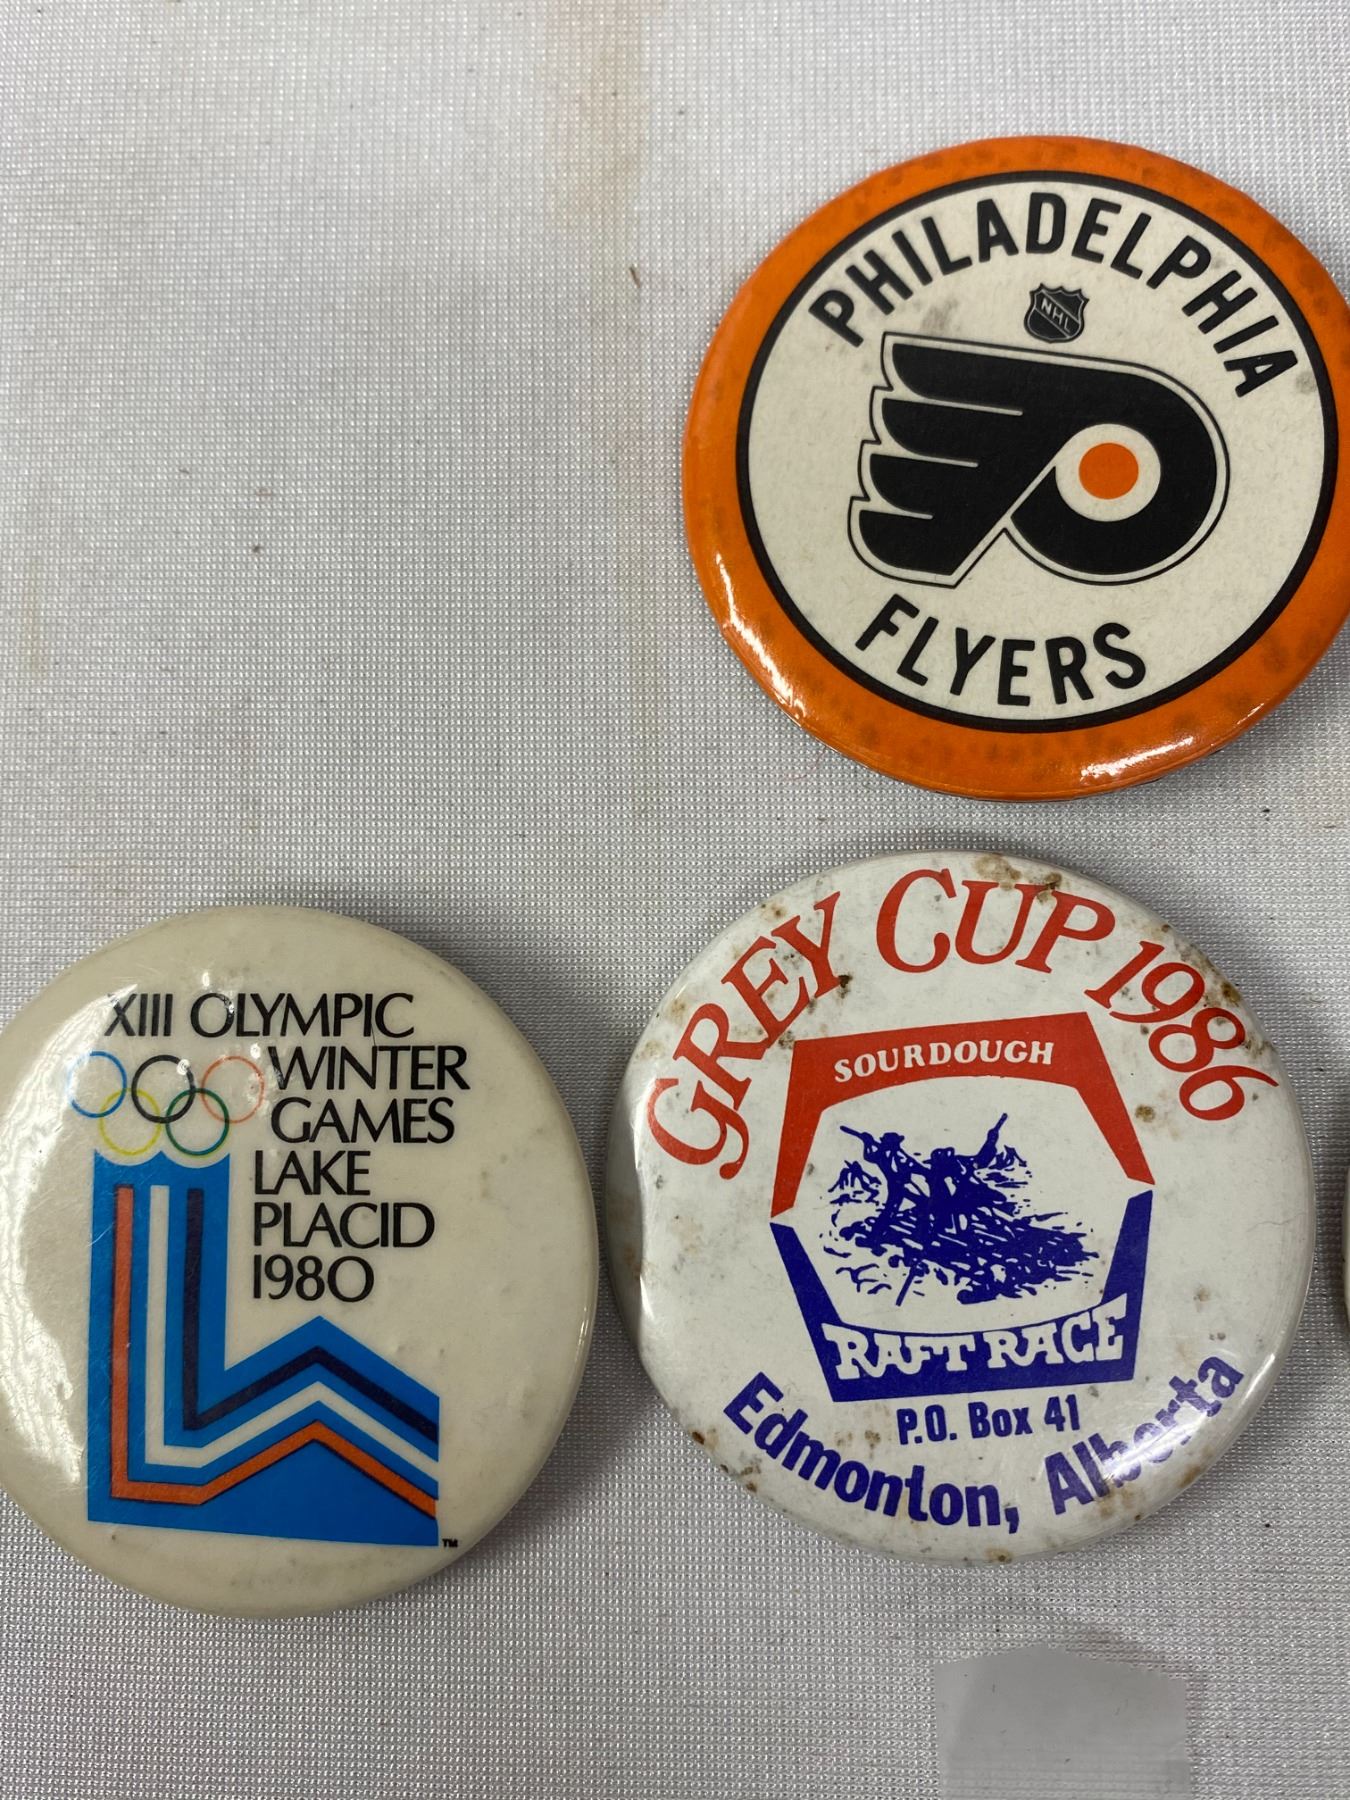 PHILADELPHIA
NHL
FLYERS
XIII OLYMPIC
WINTER
GAMES
LAKE
PLACID
1980
TM
GREY CUP 1986
SOURDOUGH
RAFT RACE
P.O. Box 41
Edmonton, Alberta